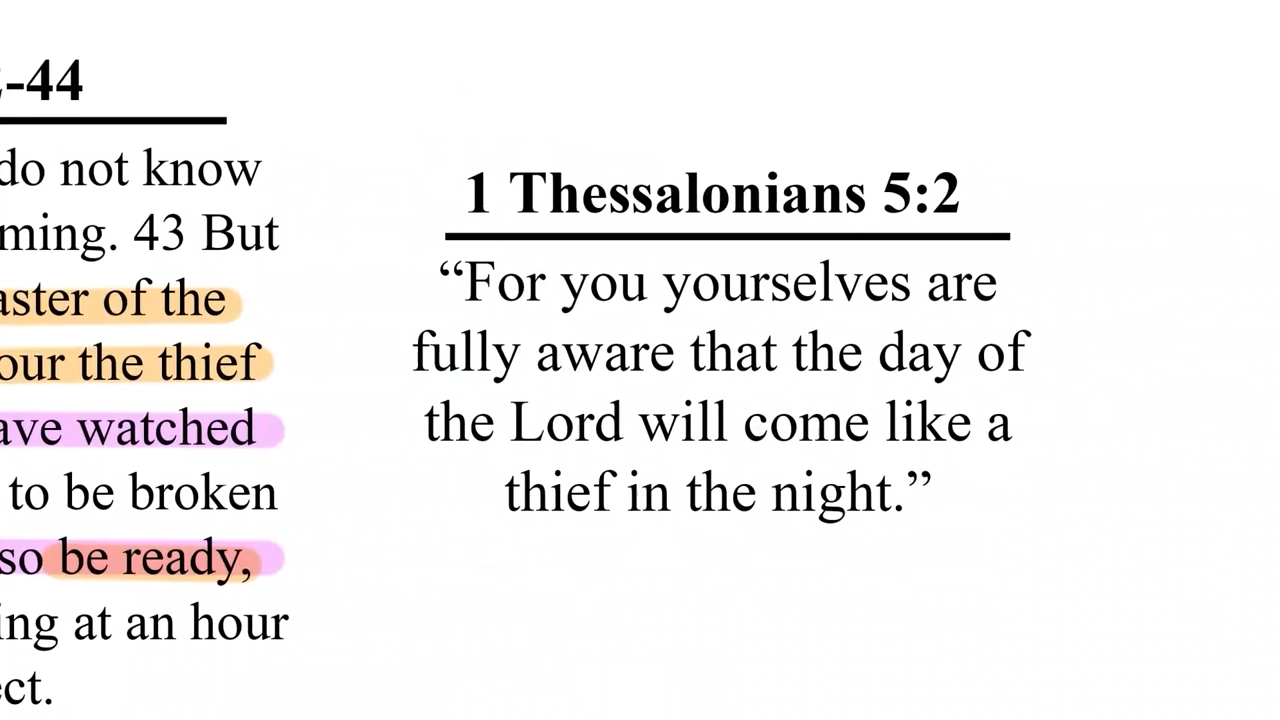 -44
do not know
ming. 43 But
aster of the
our the thief
ave watched
to be broken
so be ready,
ing at an hour
ect.
1 Thessalonians 5:2
“For you yourselves are
fully aware that the day of
the Lord will come like a
thief in the night.”